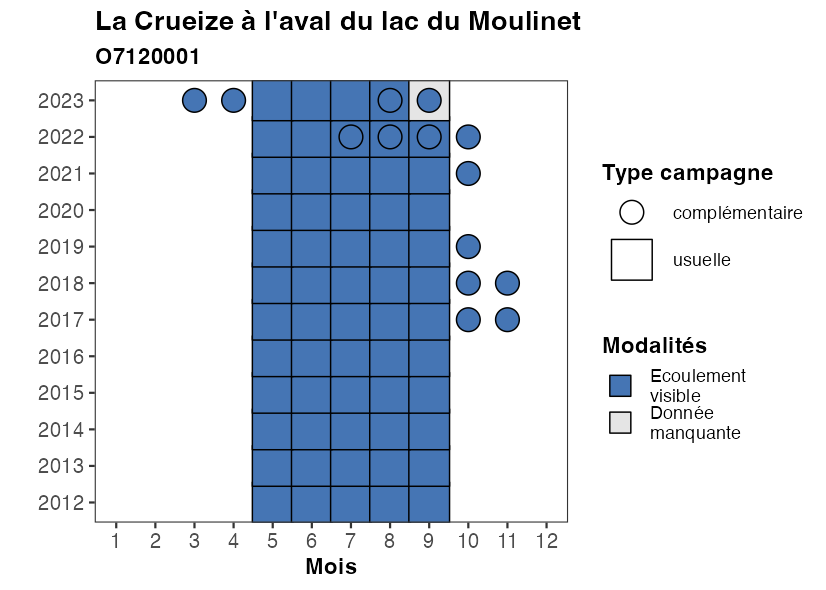 La Crueize à l'aval du lac du Moulinet
O7120001
2023
2022
2021
2020
2019
2018
2017
2016
2015
2014
2013
2012
1 2 3 4 5 6 7 8 9 10 11 12
Mois
Type campagne
complémentaire
usuelle
Modalités
Ecoulement
visible
Donnée
manquante